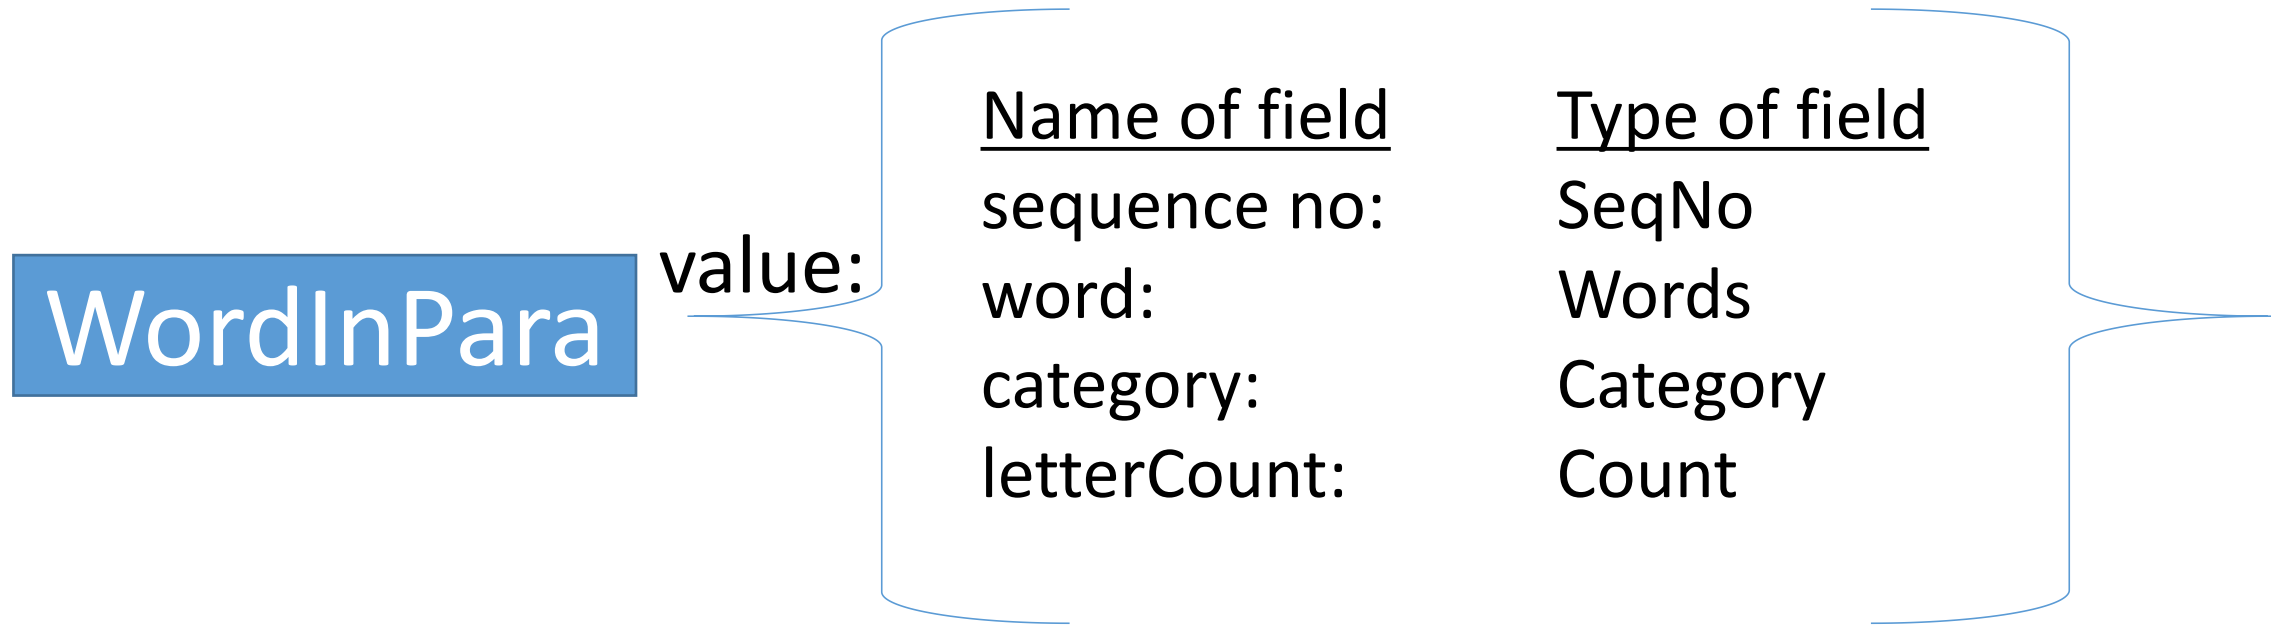 WordInPara
value:
Name of field Type of field
sequence no: SeqNo
word: Words
category: Category
letterCount: Count